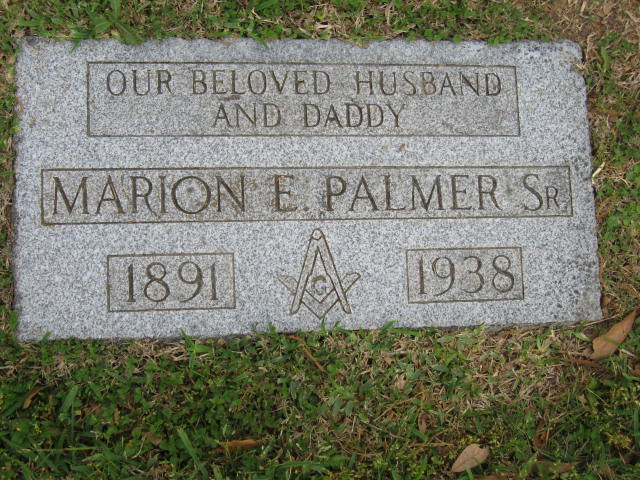 OUR BELOVED HUSBAND
AND DADDY
MARION E. PALMER SR.
1891 G 1938